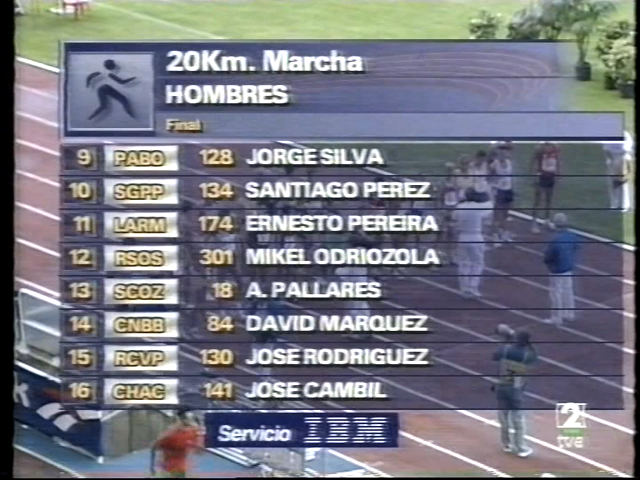 20Km. Marcha
HOMBRES
Final
9 PABO 128 JORGE SILVA
10 SGPP 134 SANTIAGO PEREZ
11 LARM 174 ERNESTO PEREIRA
12 RSOS 301 MIKEL ODRIOZOLA
13 SCOZ 18 A. PALLARES
14 CNBB 84 DAVID MARQUEZ
15 RCVP 130 JOSE RODRIGUEZ
16 CHAC 141 JOSE CAMBIL
Servicio IBM
2
tve